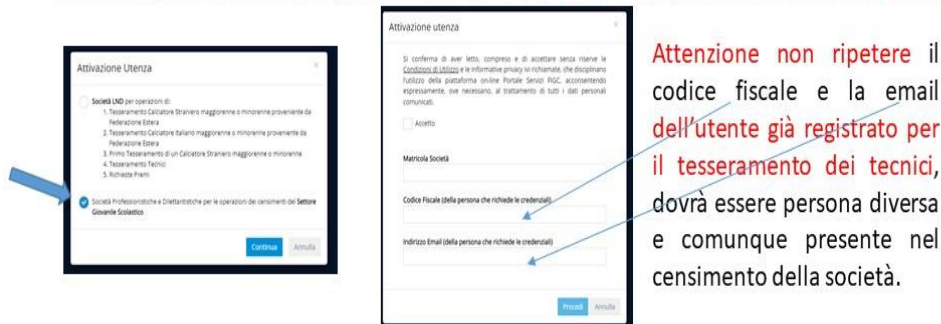 Attivazione Utenza
×
Società LND per operazioni di:
1. Tesseramento Calciatore Straniero maggiorenne o minorenne proveniente da
Federazione Estera
2. Tesseramento Calciatore Italiano maggiorenne o minorenne proveniente da
Federazione Estera
3. Primo Tesseramento di un Calciatore Straniero maggiorenne o minorenne
4. Tesseramento Tecnici
5. Richieste Premi
Società Professionistiche e Dilettantistiche per le operazioni dei censimenti del Settore
Giovanile Scolastico
Continua
Annulla
Attivazione utenza
×
Si conferma di aver letto, compreso e di accettare senza riserve le
Condizioni di Utilizzo e le informative privacy ivi richiamate, che disciplinano
l'utilizzo della piattaforma on-line Portale Servizi FIGC, acconsentendo
espressamente, ove necessario, al trattamento di tutti i dati personali
comunicati.
Accetto
Matricola Società
Codice Fiscale (della persona che richiede le credenziali)
Indirizzo Email (della persona che richiede le credenziali)
Procedi
Annulla
Attenzione non ripetere il
codice fiscale e la email
dell'utente già registrato per
il tesseramento dei tecnici,
dovrà essere persona diversa
e comunque presente nel
censimento della società.